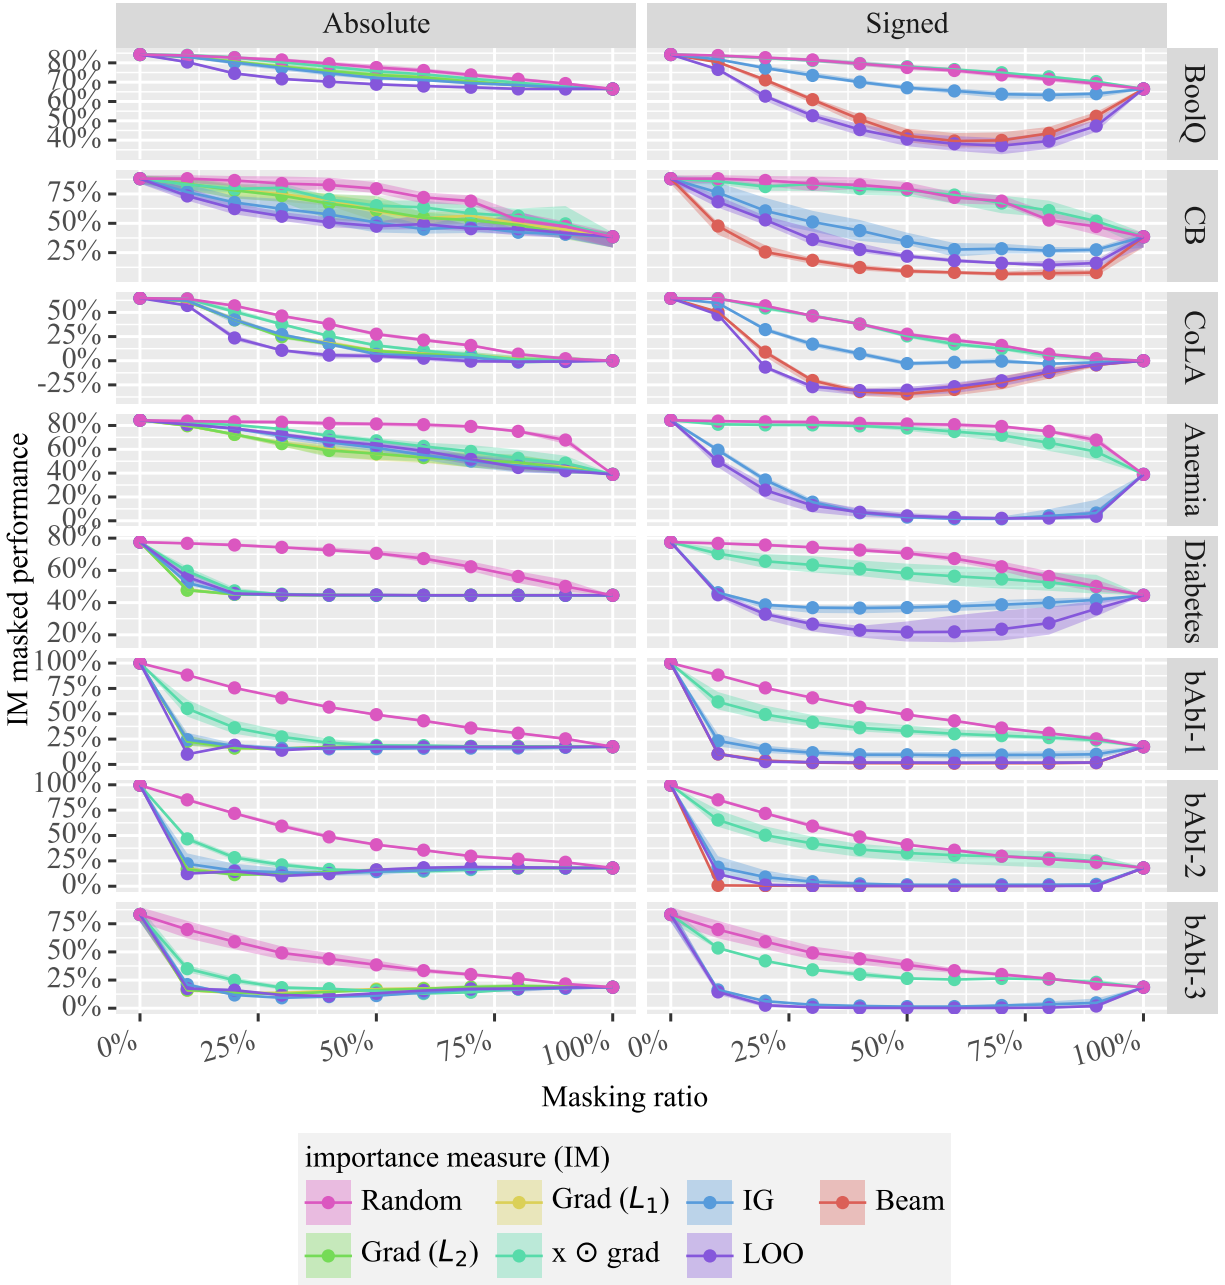 Absolute
Signed
IM masked performance
80%
70%
60%
50%
40%
BoolQ
75%
50%
25%
CB
50%
25%
0%
-25%
CoLA
80%
60%
40%
20%
0%
Anemia
80%
60%
40%
20%
Diabetes
100%
75%
50%
25%
0%
bAbI-1
100%
75%
50%
25%
0%
bAbI-2
75%
50%
25%
0%
bAbI-3
0% 25% 50% 75% 100% 0% 25% 50% 75% 100%
Masking ratio
importance measure (IM)
Random Grad (L₁) IG Beam
Grad (L₂) x ⊙ grad LOO